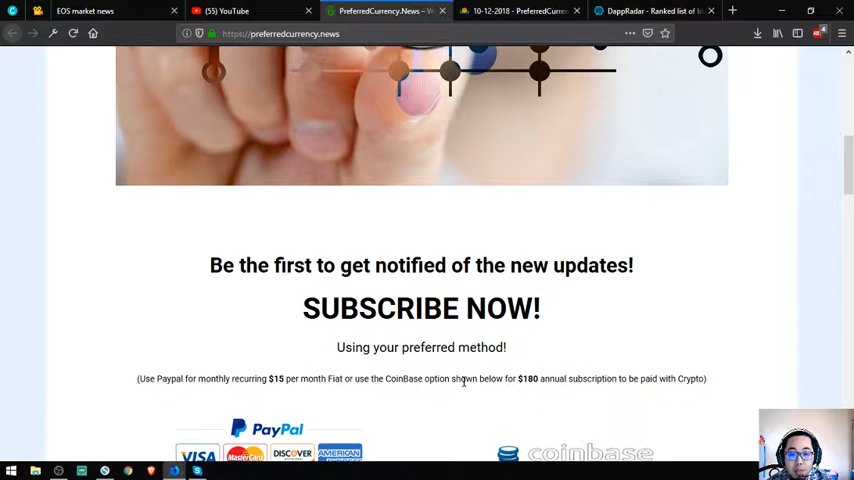 EOS market news
(55) YouTube
PreferredCurrency.News – V
10-12-2018 - PreferredCurren
DappRadar - Ranked list of b
https://preferredcurrency.news
4
Be the first to get notified of the new updates!
SUBSCRIBE NOW!
Using your preferred method!
(Use Paypal for monthly recurring $15 per month Fiat or use the CoinBase option shown below for $180 annual subscription to be paid with Crypto)
PayPal
coinbase
VISA MasterCard DISCOVER AMERICAN